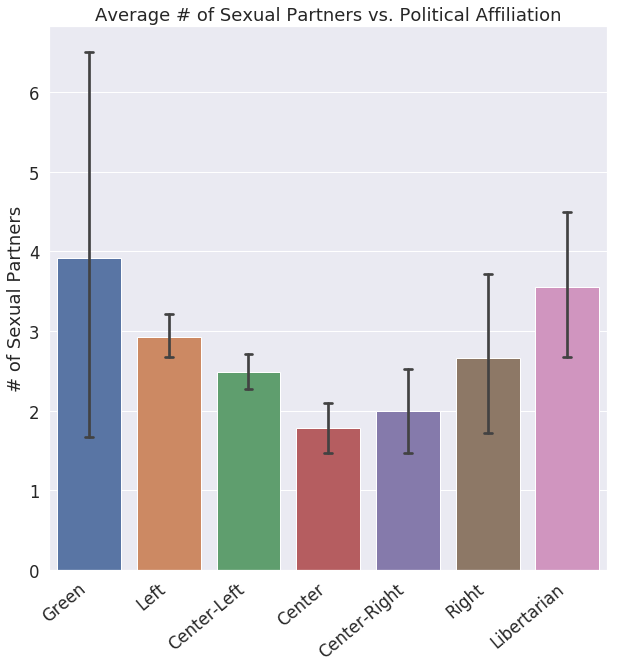 Average # of Sexual Partners vs. Political Affiliation
# of Sexual Partners
6
5
4
3
2
1
0
Green
Left
Center-Left
Center
Center-Right
Right
Libertarian